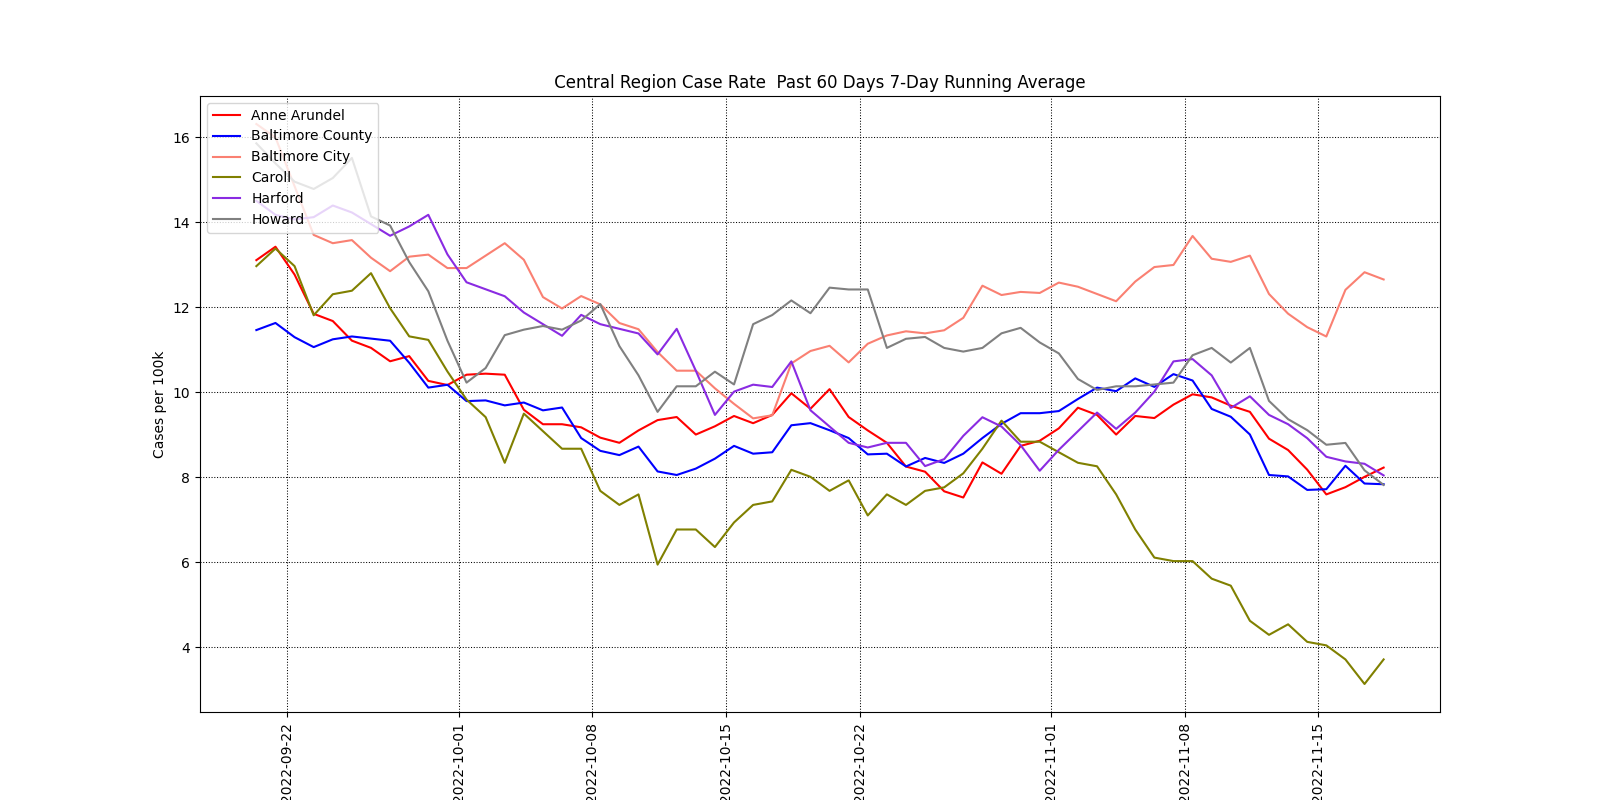 Central Region Case Rate  Past 60 Days 7-Day Running Average
Anne Arundel
Baltimore County
Baltimore City
Caroll
Harford
Howard
Cases per 100k
16
14
12
10
8
6
4
2022-09-22
2022-10-01
2022-10-08
2022-10-15
2022-10-22
2022-11-01
2022-11-08
2022-11-15